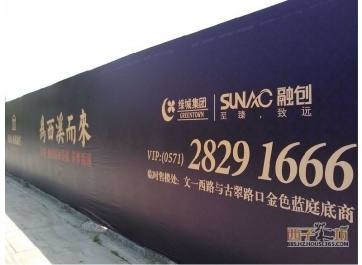 绿城集团
GREENTOWN
SUNAC 融创
至臻，致远
為西溪而來
VIP:(0571) 2829 1666
临时售楼处：文一西路与古翠路口金色蓝庭底商